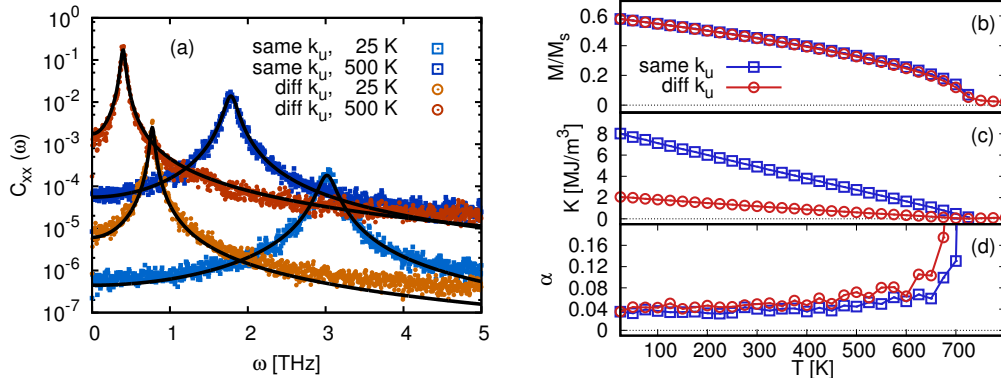 10^0
10^-1
10^-2
10^-3
10^-4
10^-5
10^-6
10^-7
C_xx (ω)
(a)
same k_u, 25 K
same k_u, 500 K
diff k_u, 25 K
diff k_u, 500 K
0 1 2 3 4 5
ω [THz]
0.6
0.4
0.2
0
M/M_s
(b)
same k_u
diff k_u
8
6
4
2
0
K [MJ/m^3]
(c)
0.16
0.12
0.08
0.04
0
α
(d)
100 200 300 400 500 600 700
T [K]